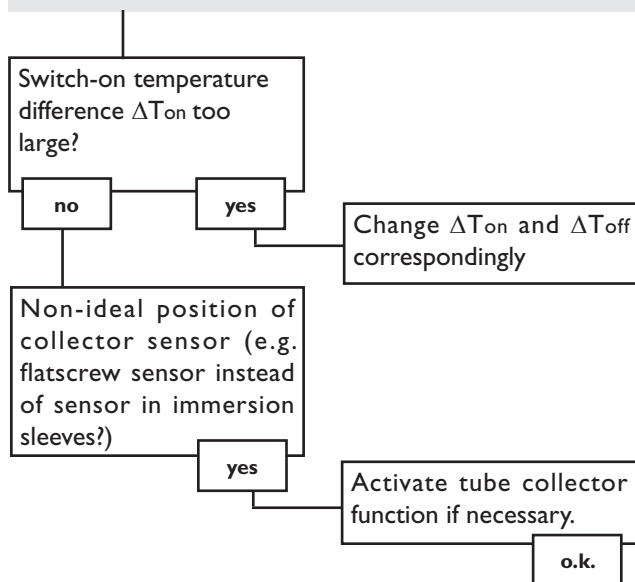 Switch-on temperature
difference ΔTon too
large?
no
yes
Change ΔTon and ΔToff
correspondingly
Non-ideal position of
collector sensor (e.g.
flatscrew sensor instead
of sensor in immersion
sleeves?)
yes
Activate tube collector
function if necessary.
o.k.